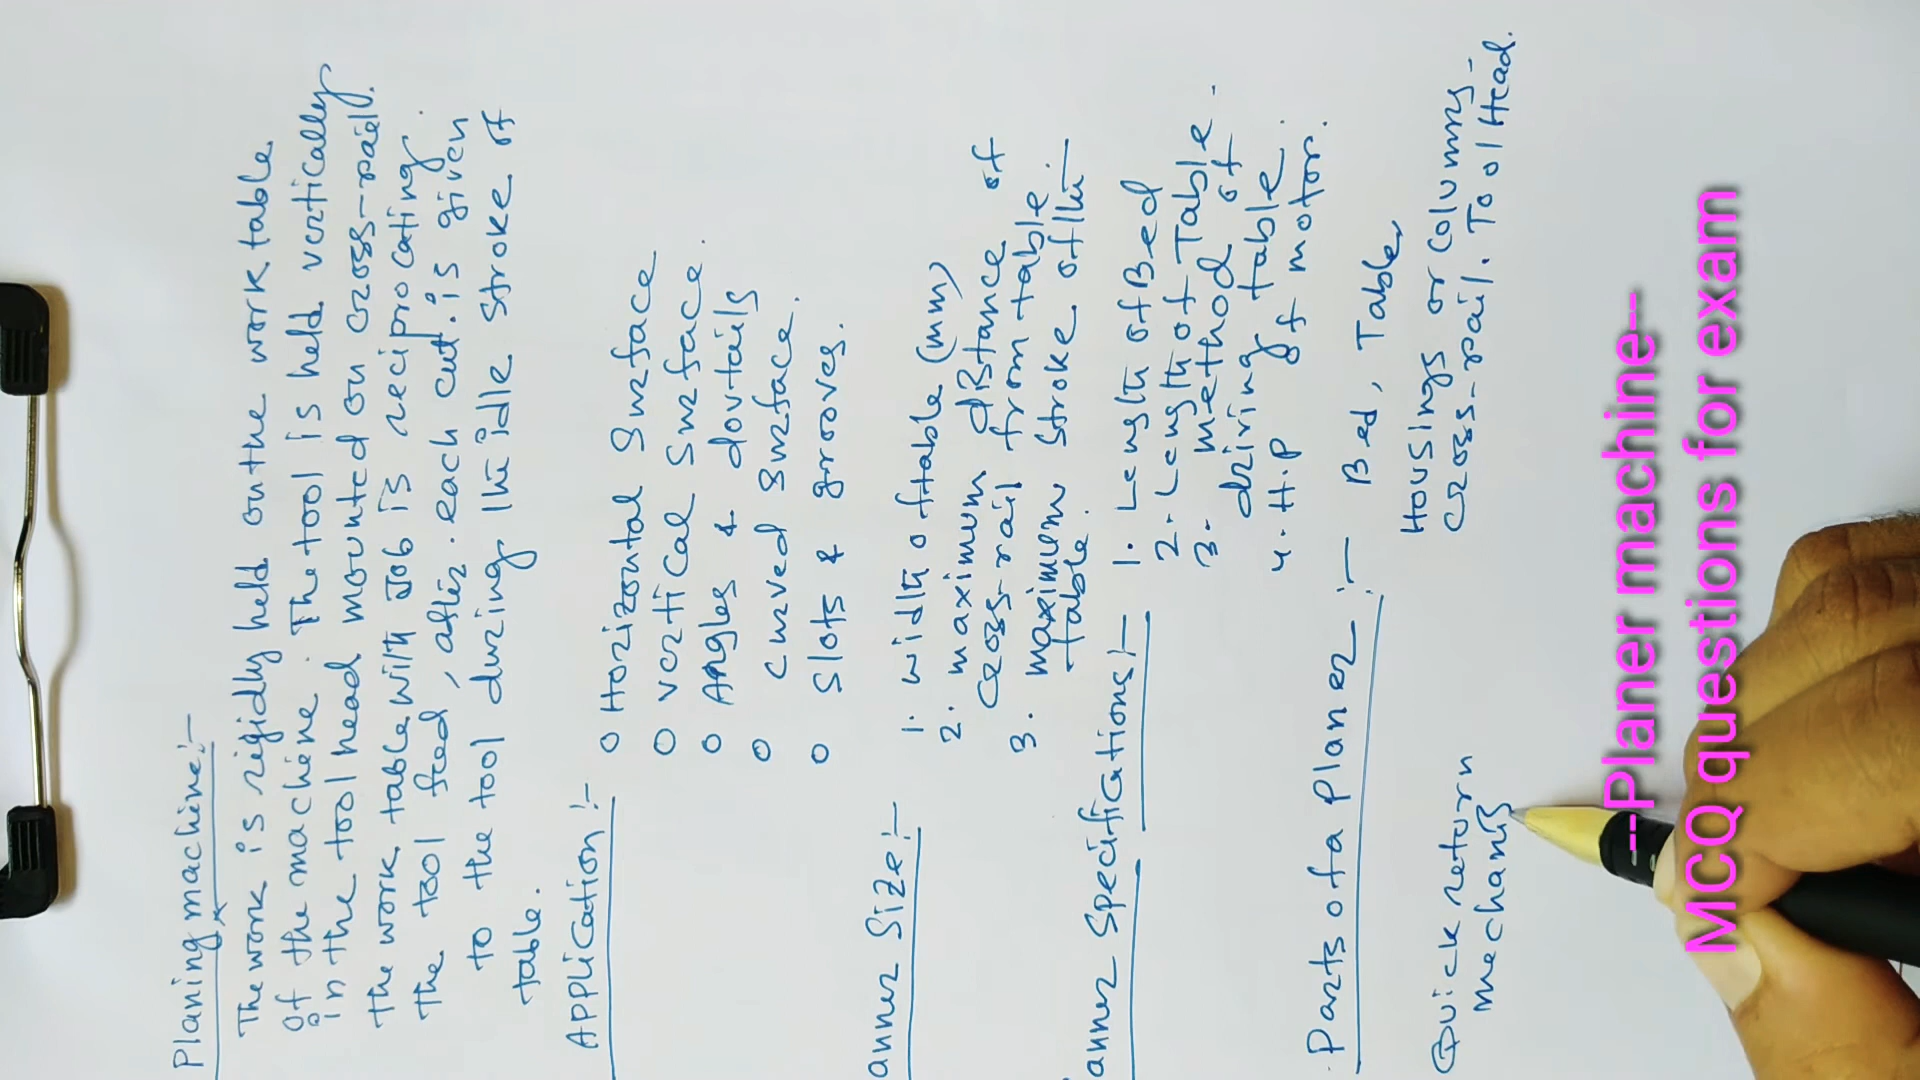 Planing machine:-
The work is rigidly held on the work table
of the machine. The tool is held vertically
in the tool head mounted on cross-rail.
the work table with job is reciprocating.
The tool feed, after each cut is given
to the tool during the idle stroke of
table.
Application:-
o Horizontal Surface
o vertical Surface.
o Angles & dovtails
o curved surface.
o Slots & grooves.
anner Size:-
1. width of table (mm)
2. maximum distance of
cross-rail from table.
3. maximum stroke of the
table.
anner Specifications:-
1. Length of Bed
2. Length of Table.
3. method of
driving table.
4. H.P of motor.
Parts of a Planer:-
Bed, Table,
Housings or columns-
cross-rail. Tool Head.
Quick return
mechanis
--Planer machine--
MCQ questions for exam